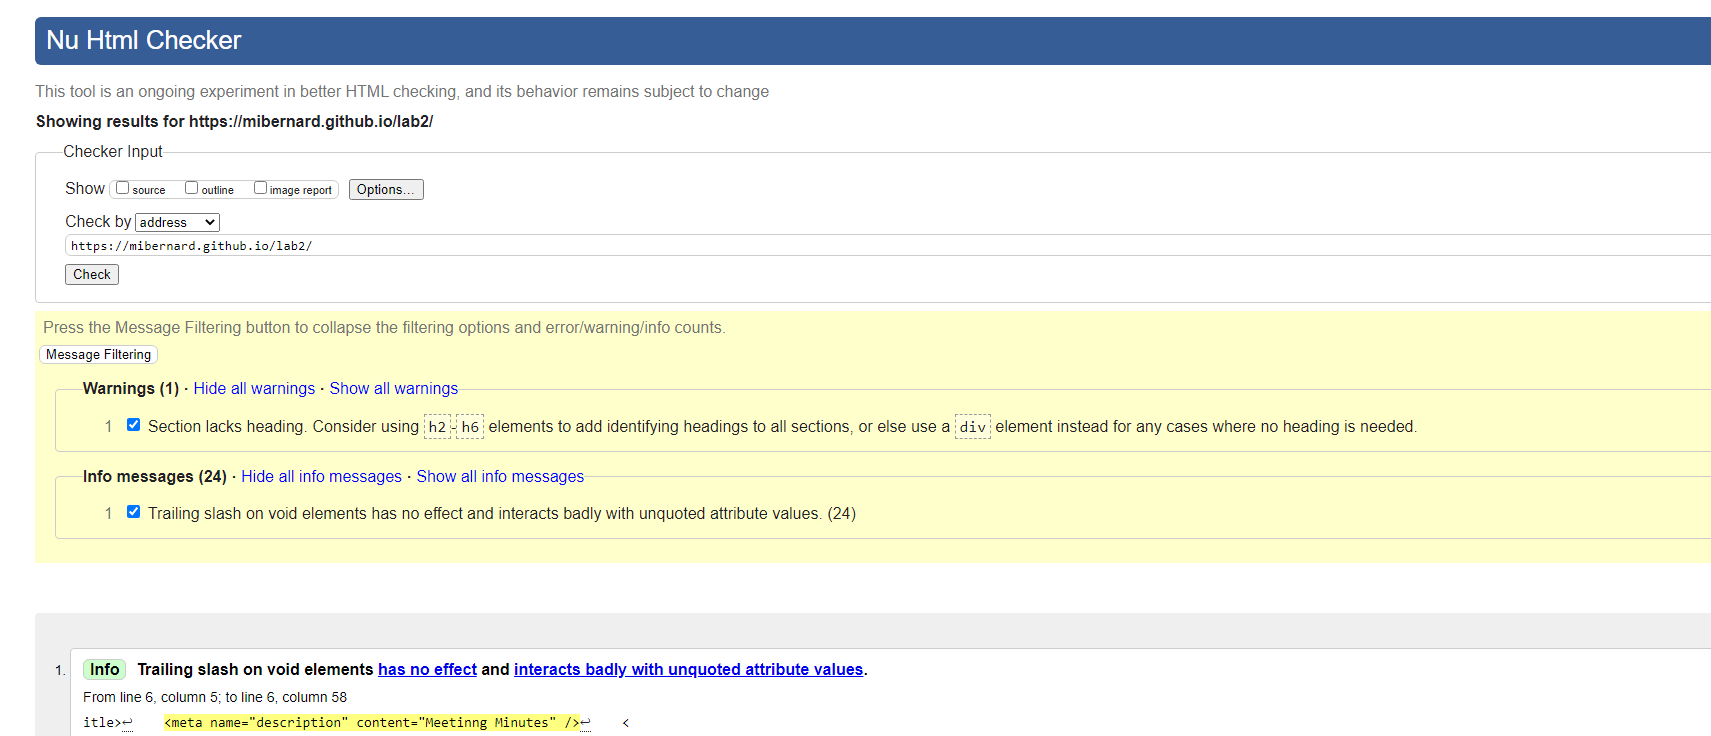 Nu Html Checker
This tool is an ongoing experiment in better HTML checking, and its behavior remains subject to change
Showing results for https://mibernard.github.io/lab2/
Checker Input
Show source outline image report Options...
Check by address
https://mibernard.github.io/lab2/
Check
Press the Message Filtering button to collapse the filtering options and error/warning/info counts.
Message Filtering
Warnings (1) · Hide all warnings · Show all warnings
1 Section lacks heading. Consider using h2-h6 elements to add identifying headings to all sections, or else use a div element instead for any cases where no heading is needed.
Info messages (24) · Hide all info messages · Show all info messages
1 Trailing slash on void elements has no effect and interacts badly with unquoted attribute values. (24)
1. Info Trailing slash on void elements has no effect and interacts badly with unquoted attribute values.
From line 6, column 5; to line 6, column 58
itle>↩ <meta name="description" content="Meetinng Minutes" />↩ <